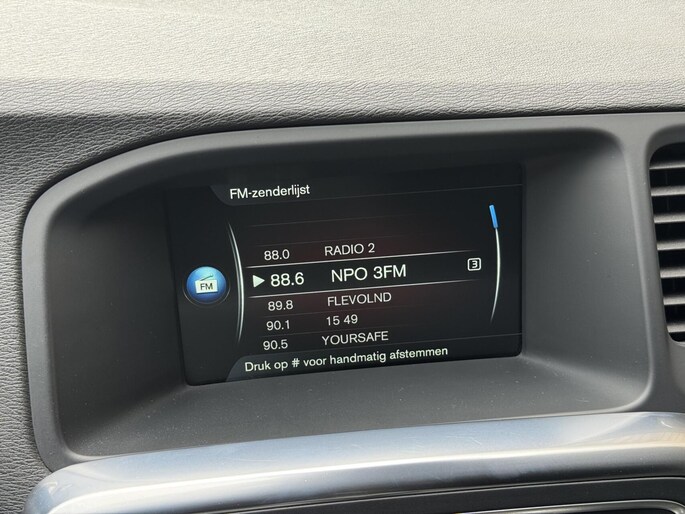 FM-zenderlijst
88.0 RADIO 2
88.6 NPO 3FM 3
FM
89.8 FLEVOLND
90.1 15 49
90.5 YOURSAFE
Druk op # voor handmatig afstemmen